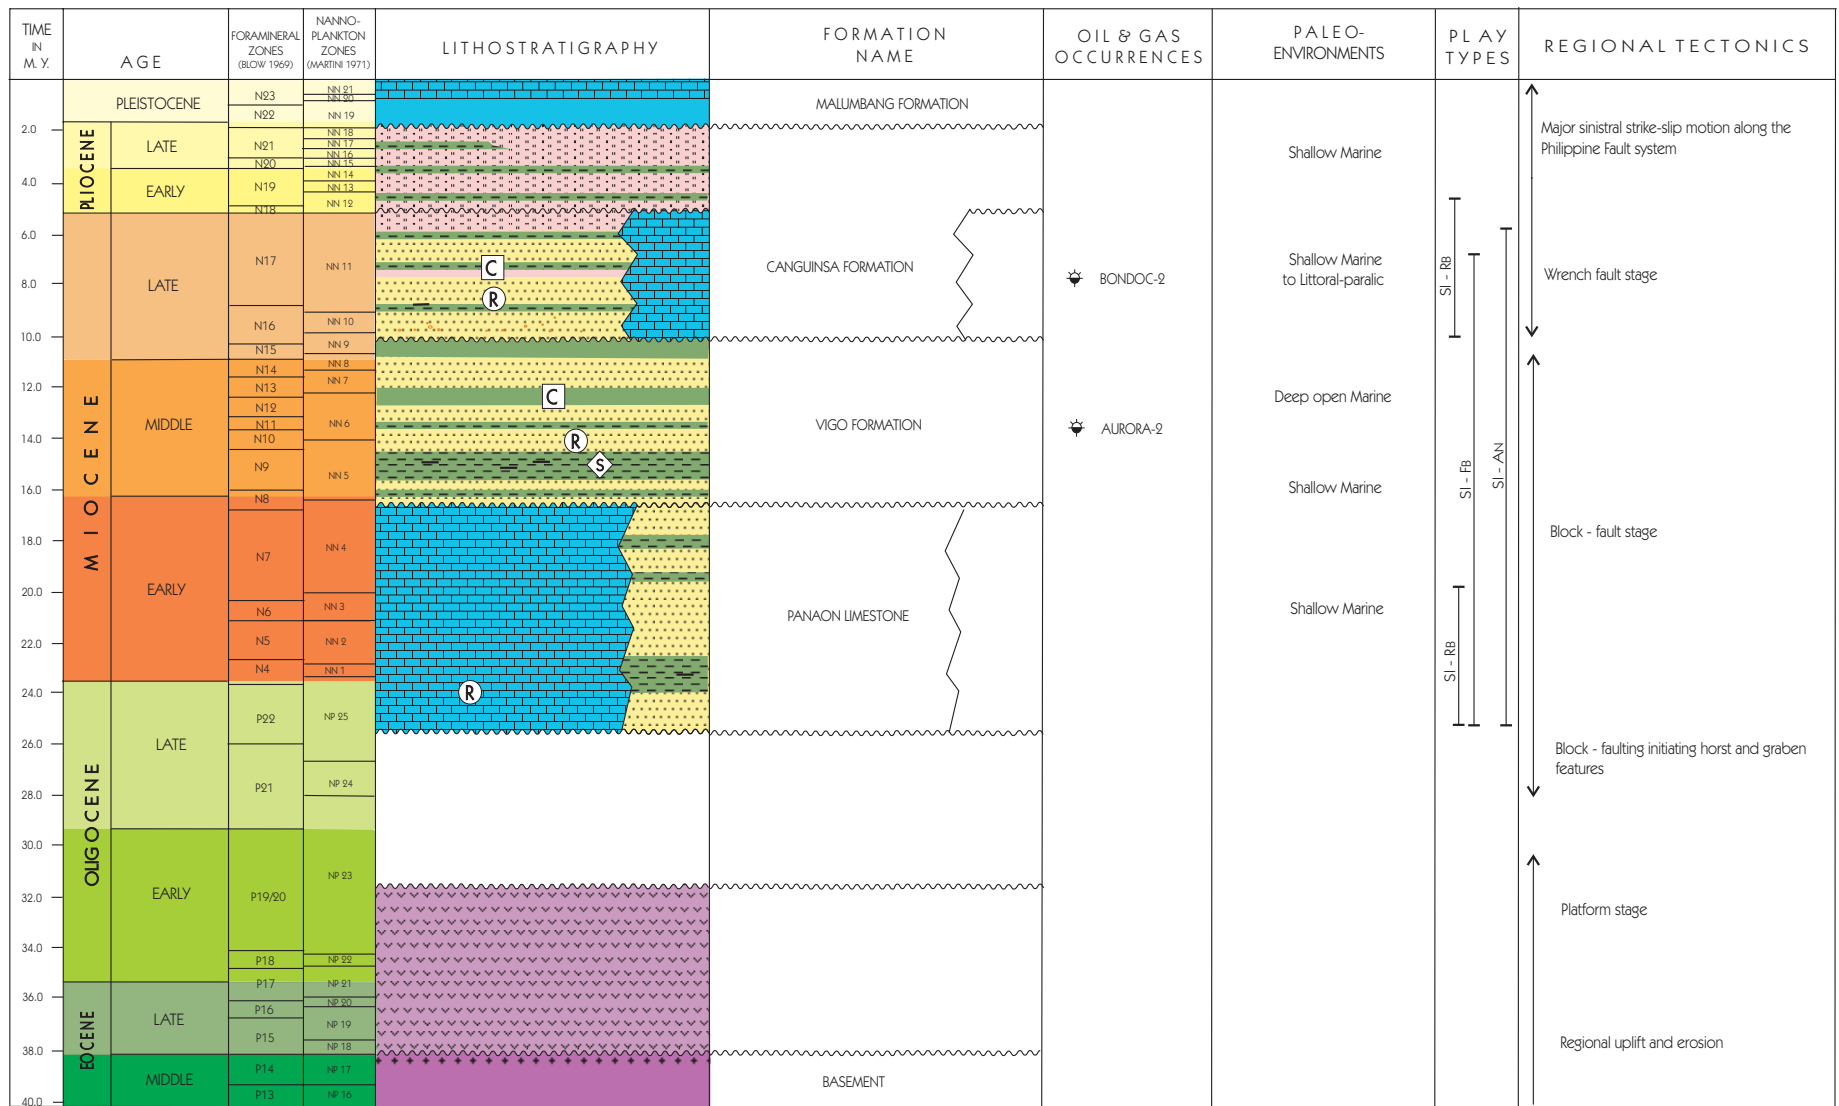 TIME
IN
M. Y.
AGE
FORAMINERAL
ZONES
(BLOW 1969)
NANNO-
PLANKTON
ZONES
(MARTINI 1971)
LITHOSTRATIGRAPHY
FORMATION
NAME
OIL & GAS
OCCURRENCES
PALEO-
ENVIRONMENTS
PLAY
TYPES
REGIONAL TECTONICS
2.0
4.0
6.0
8.0
10.0
12.0
14.0
16.0
18.0
20.0
22.0
24.0
26.0
28.0
30.0
32.0
34.0
36.0
38.0
40.0
PLEISTOCENE
PLIOCENE
LATE
EARLY
MIOCENE
LATE
MIDDLE
EARLY
OLIGOCENE
LATE
EARLY
EOCENE
LATE
MIDDLE
N23
N22
N21
N20
N19
N18
N17
N16
N15
N14
N13
N12
N11
N10
N9
N8
N7
N6
N5
N4
P22
P21
P19/20
P18
P17
P16
P15
P14
P13
NN 21
NN 20
NN 19
NN 18
NN 17
NN 16
NN 15
NN 14
NN 13
NN 12
NN 11
NN 10
NN 9
NN 8
NN 7
NN 6
NN 5
NN 4
NN 3
NN 2
NN 1
NP 25
NP 24
NP 23
NP 22
NP 21
NP 20
NP 19
NP 18
NP 17
NP 16
C
R
C
R
S
R
MALUMBANG FORMATION
CANGUINSA FORMATION
VIGO FORMATION
PANAON LIMESTONE
BASEMENT
BONDOC-2
AURORA-2
Shallow Marine
Shallow Marine
to Littoral-paralic
Deep open Marine
Shallow Marine
Shallow Marine
SI - RB
SI - FB
SI - AN
SI - RB
Major sinistral strike-slip motion along the
Philippine Fault system
Wrench fault stage
Block - fault stage
Block - faulting initiating horst and graben
features
Platform stage
Regional uplift and erosion